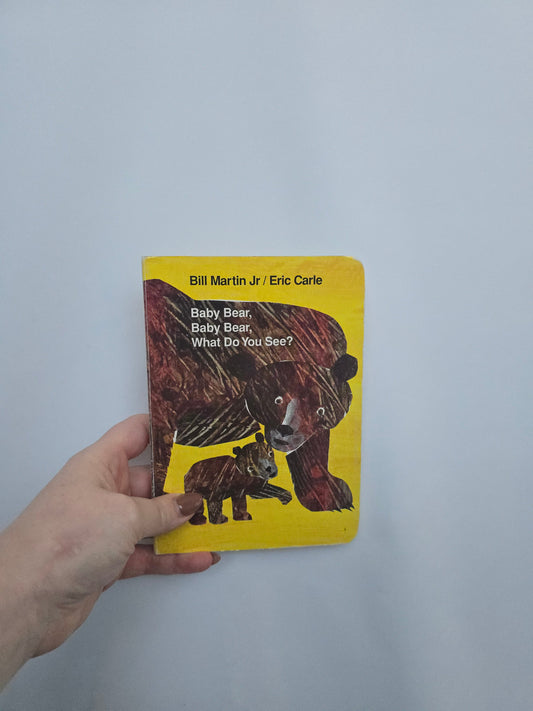 Bill Martin Jr / Eric Carle
Baby Bear,
Baby Bear,
What Do You See?